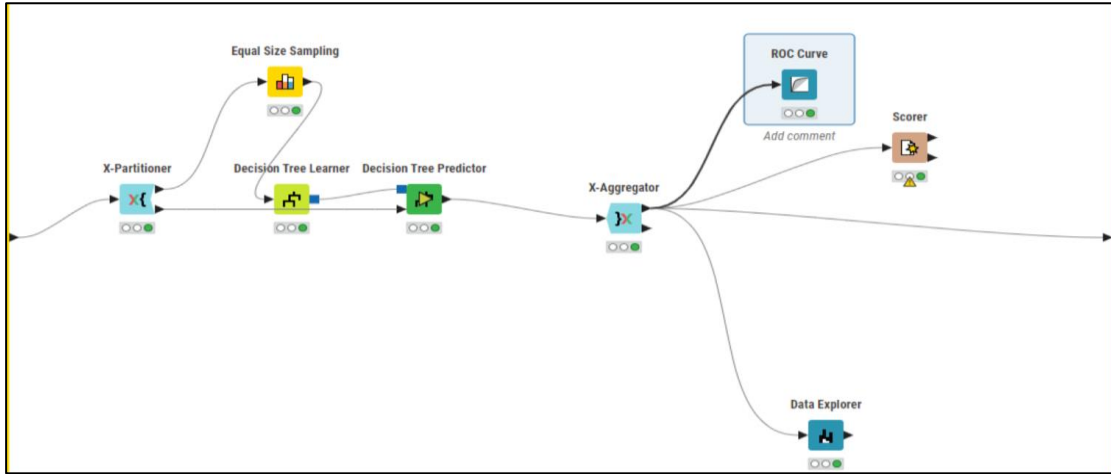 Equal Size Sampling
ROC Curve
Add comment
Scorer
X-Partitioner
Decision Tree Learner
Decision Tree Predictor
X-Aggregator
Data Explorer